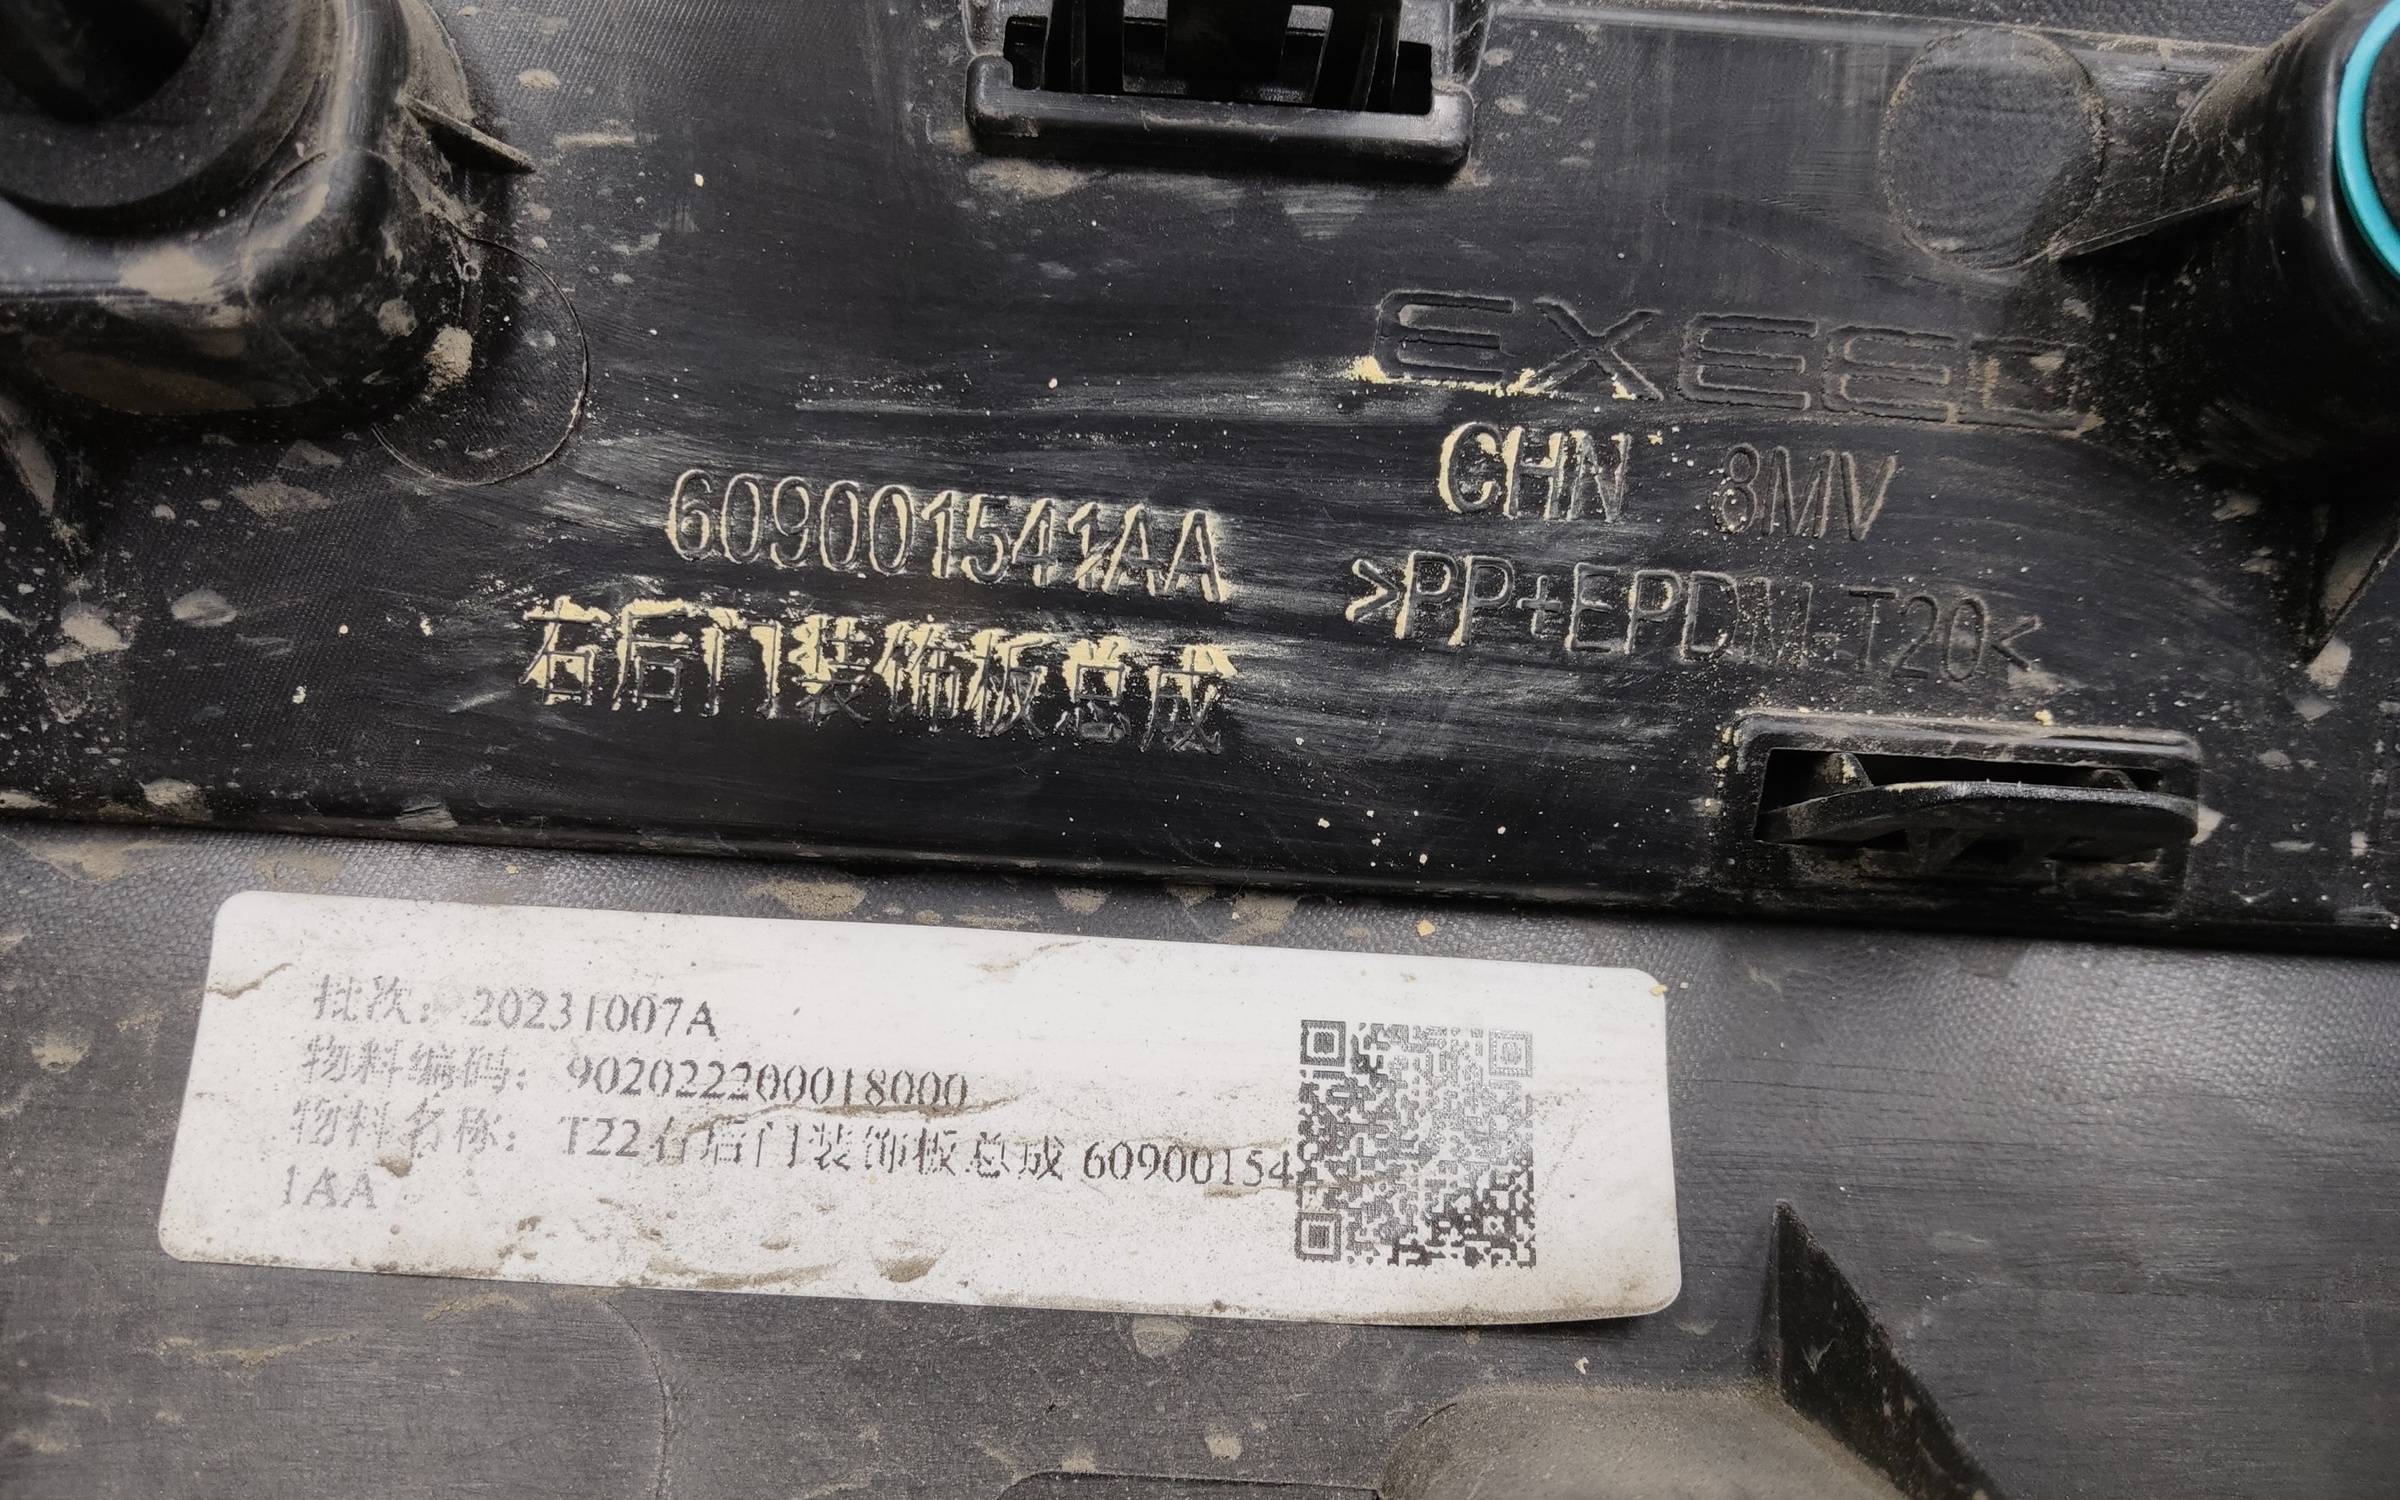 EXEED
CHN 8MV
609001541AA
>PP+EPDM-T20<
右后门装饰板总成
批次：20231007A
物料编码：902022200018000
物料名称：T22右后门装饰板总成 60900154
1AA